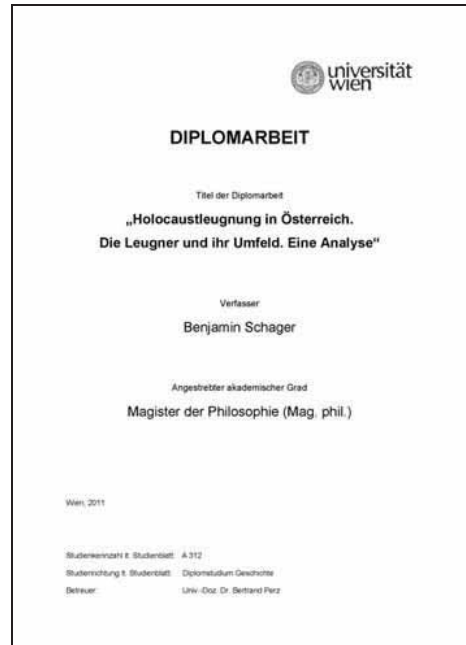 universität
wien
DIPLOMARBEIT
Titel der Diplomarbeit
„Holocaustleugnung in Österreich.
Die Leugner und ihr Umfeld. Eine Analyse“
Verfasser
Benjamin Schager
Angestrebter akademischer Grad
Magister der Philosophie (Mag. phil.)
Wien, 2011
Studienkennzahl lt. Studienblatt: A 312
Studienrichtung lt. Studienblatt: Diplomstudium Geschichte
Betreuer: Univ.-Doz. Dr. Bertrand Perz